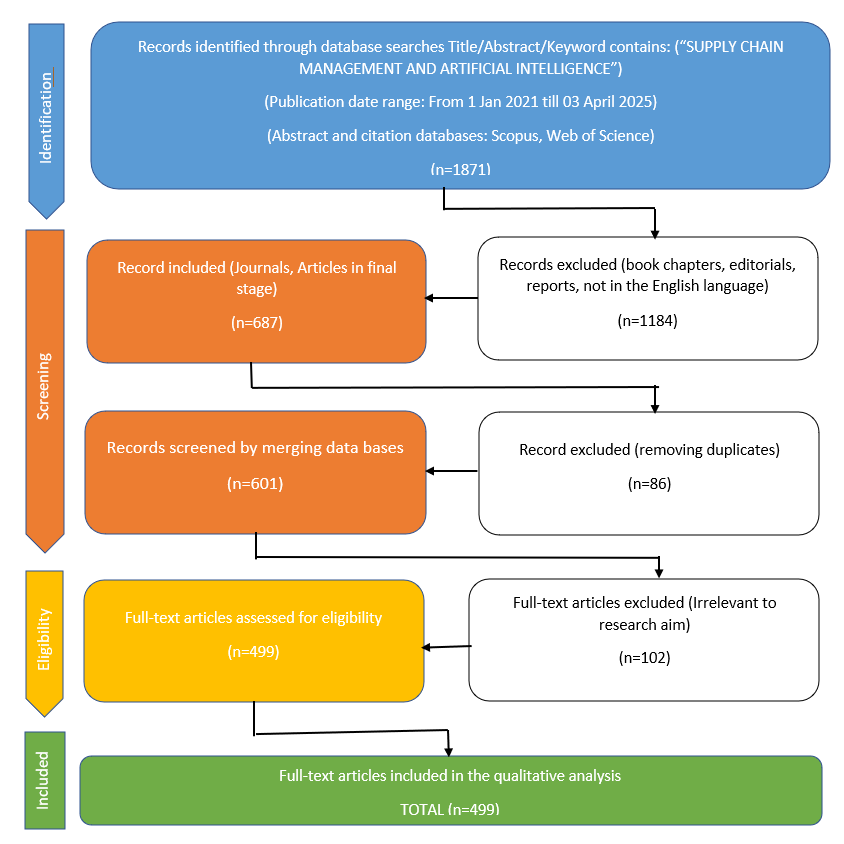 Identification
Records identified through database searches Title/Abstract/Keyword contains: (“SUPPLY CHAIN
MANAGEMENT AND ARTIFICIAL INTELLIGENCE”)
(Publication date range: From 1 Jan 2021 till 03 April 2025)
(Abstract and citation databases: Scopus, Web of Science)
(n=1871)
Screening
Record included (Journals, Articles in final
stage)
(n=687)
Records excluded (book chapters, editorials,
reports, not in the English language)
(n=1184)
Records screened by merging data bases
(n=601)
Record excluded (removing duplicates)
(n=86)
Eligibility
Full-text articles assessed for eligibility
(n=499)
Full-text articles excluded (Irrelevant to
research aim)
(n=102)
Included
Full-text articles included in the qualitative analysis
TOTAL (n=499)